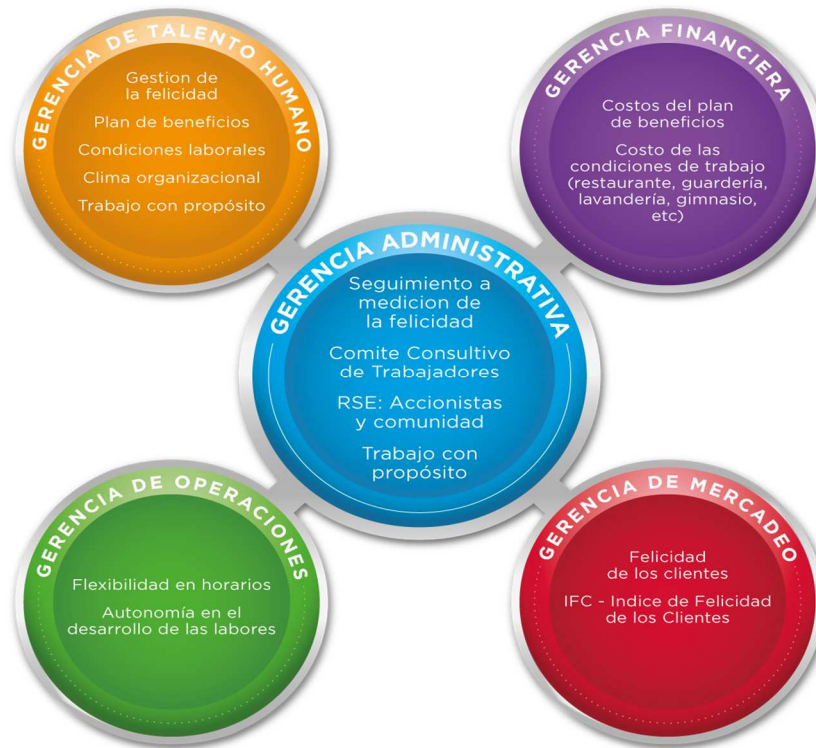 GERENCIA DE TALENTO HUMANO
Gestion de
la felicidad
Plan de beneficios
Condiciones laborales
Clima organizacional
Trabajo con propósito
GERENCIA FINANCIERA
Costos del plan
de beneficios
Costo de las
condiciones de trabajo
(restaurante, guardería,
lavandería, gimnasio,
etc)
GERENCIA ADMINISTRATIVA
Seguimiento a
medicion de
la felicidad
Comite Consultivo
de Trabajadores
RSE: Accionistas
y comunidad
Trabajo con
propósito
GERENCIA DE OPERACIONES
Flexibilidad en horarios
Autonomía en el
desarrollo de las labores
GERENCIA DE MERCADEO
Felicidad
de los clientes
IFC - Indice de Felicidad
de los Clientes